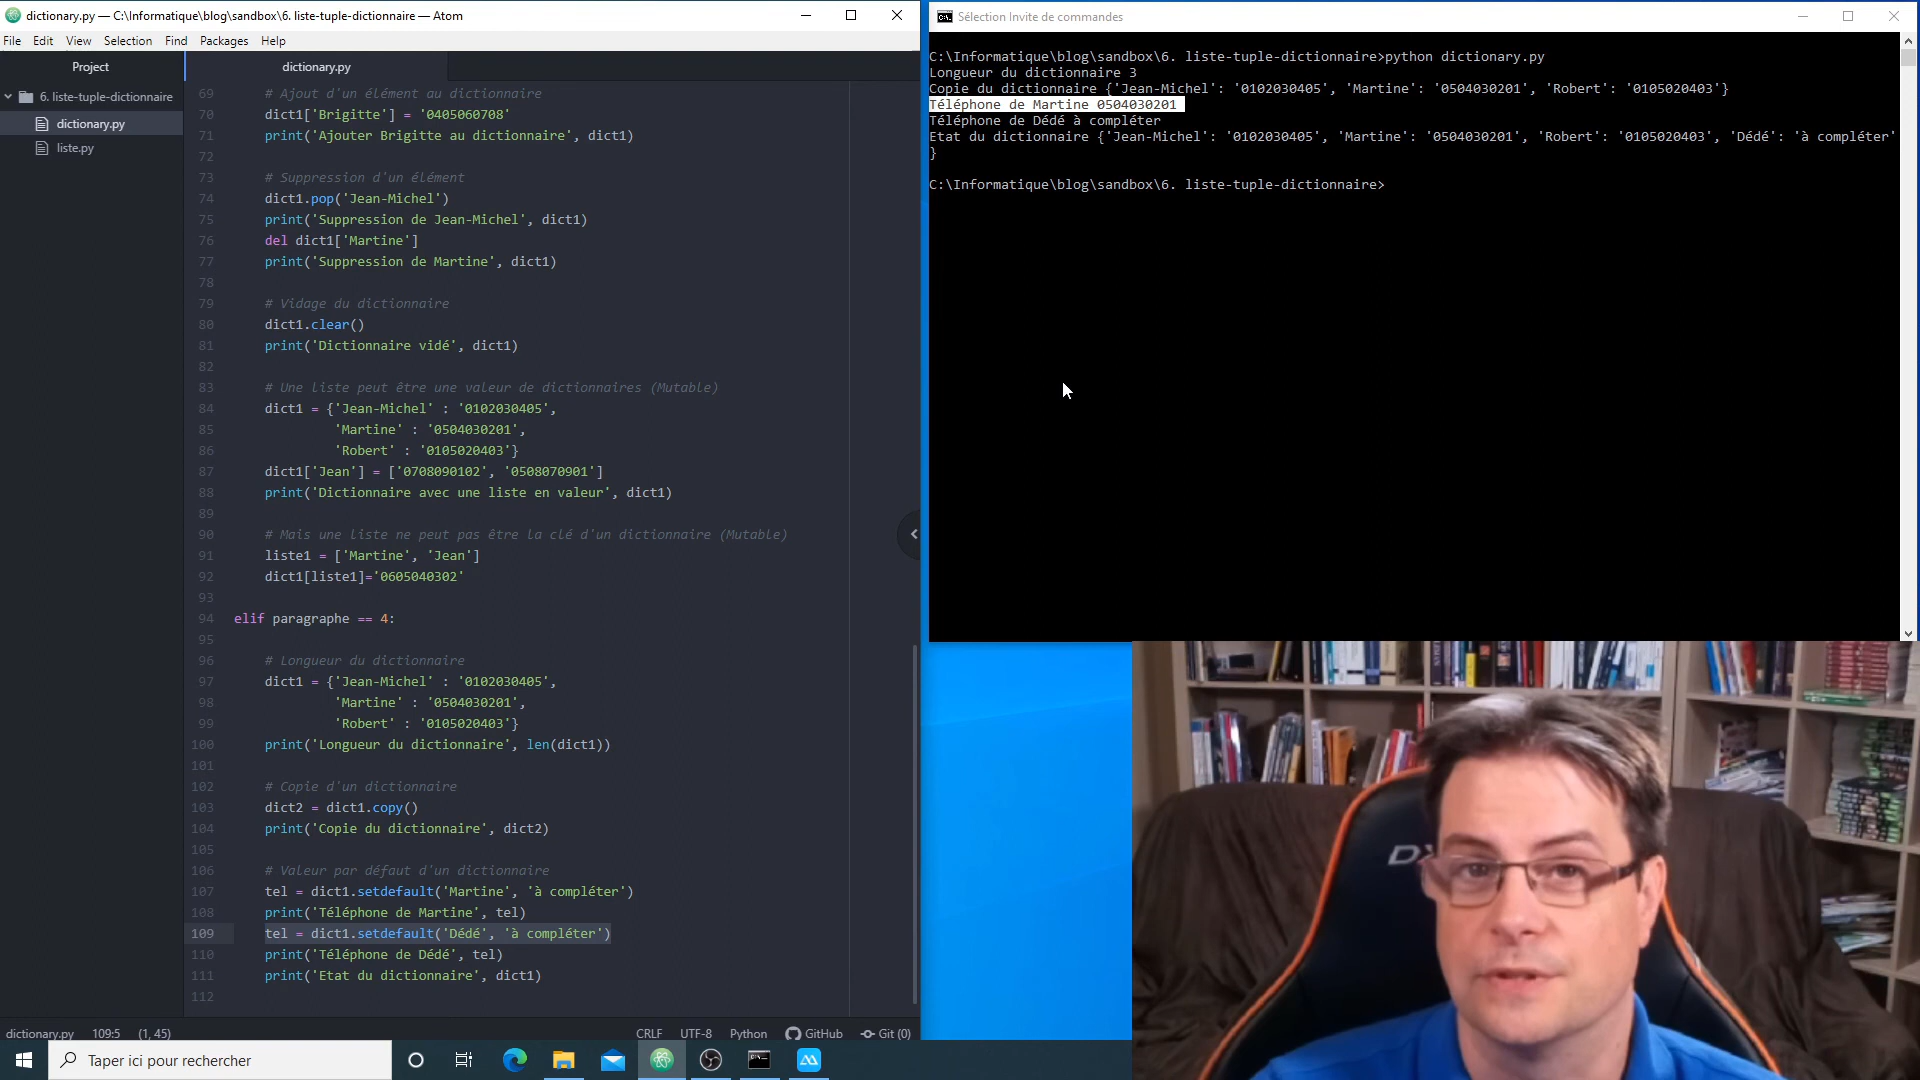 dictionary.py — C:\Informatique\blog\sandbox\6. liste-tuple-dictionnaire — Atom
File Edit View Selection Find Packages Help
Project
6. liste-tuple-dictionnaire
dictionary.py
liste.py
dictionary.py
69 # Ajout d'un élément au dictionnaire
70 dict1['Brigitte'] = '0405060708'
71 print('Ajouter Brigitte au dictionnaire', dict1)
72
73 # Suppression d'un élément
74 dict1.pop('Jean-Michel')
75 print('Suppression de Jean-Michel', dict1)
76 del dict1['Martine']
77 print('Suppression de Martine', dict1)
78
79 # Vidage du dictionnaire
80 dict1.clear()
81 print('Dictionnaire vidé', dict1)
82
83 # Une liste peut être une valeur de dictionnaires (Mutable)
84 dict1 = {'Jean-Michel' : '0102030405',
85 'Martine' : '0504030201',
86 'Robert' : '0105020403'}
87 dict1['Jean'] = ['0708090102', '0508070901']
88 print('Dictionnaire avec une liste en valeur', dict1)
89
90 # Mais une liste ne peut pas être la clé d'un dictionnaire (Mutable)
91 liste1 = ['Martine', 'Jean']
92 dict1[liste1]='0605040302'
93
94 elif paragraphe == 4:
95
96 # Longueur du dictionnaire
97 dict1 = {'Jean-Michel' : '0102030405',
98 'Martine' : '0504030201',
99 'Robert' : '0105020403'}
100 print('Longueur du dictionnaire', len(dict1))
101
102 # Copie d'un dictionnaire
103 dict2 = dict1.copy()
104 print('Copie du dictionnaire', dict2)
105
106 # Valeur par défaut d'un dictionnaire
107 tel = dict1.setdefault('Martine', 'à compléter')
108 print('Téléphone de Martine', tel)
109 tel = dict1.setdefault('Dédé', 'à compléter')
110 print('Téléphone de Dédé', tel)
111 print('Etat du dictionnaire', dict1)
112
dictionary.py 109:5 (1, 45) CRLF UTF-8 Python GitHub Git (0)
Sélection Invite de commandes
C:\Informatique\blog\sandbox\6. liste-tuple-dictionnaire>python dictionary.py
Longueur du dictionnaire 3
Copie du dictionnaire {'Jean-Michel': '0102030405', 'Martine': '0504030201', 'Robert': '0105020403'}
Téléphone de Martine 0504030201
Téléphone de Dédé à compléter
Etat du dictionnaire {'Jean-Michel': '0102030405', 'Martine': '0504030201', 'Robert': '0105020403', 'Dédé': 'à compléter'
}
C:\Informatique\blog\sandbox\6. liste-tuple-dictionnaire>
Taper ici pour rechercher